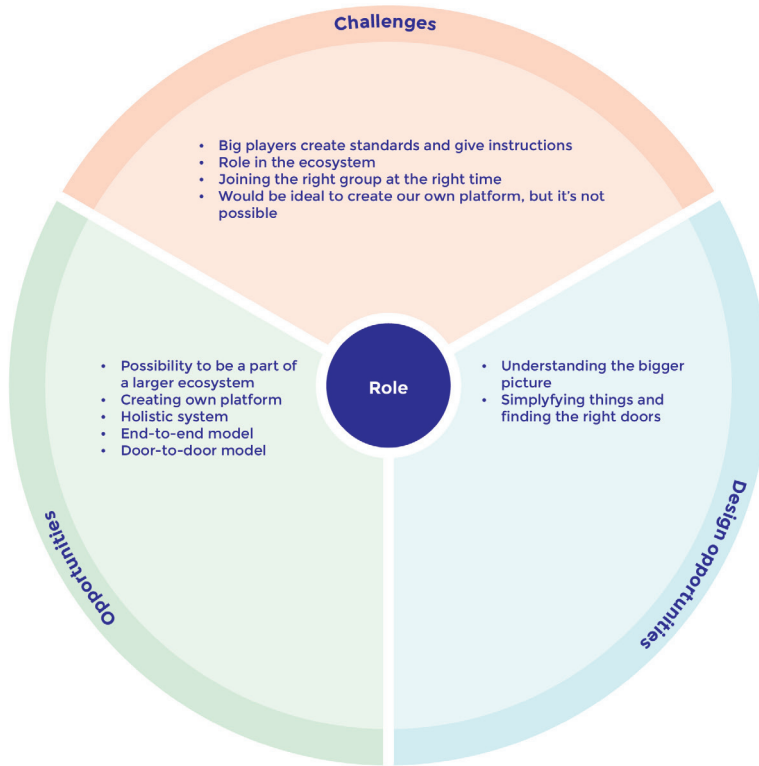 Challenges
• Big players create standards and give instructions
• Role in the ecosystem
• Joining the right group at the right time
• Would be ideal to create our own platform, but it's not
possible
• Possibility to be a part of
a larger ecosystem
• Creating own platform
• Holistic system
• End-to-end model
• Door-to-door model
Role
• Understanding the bigger
picture
• Simplyfying things and
finding the right doors
Opportunities
Design opportunities